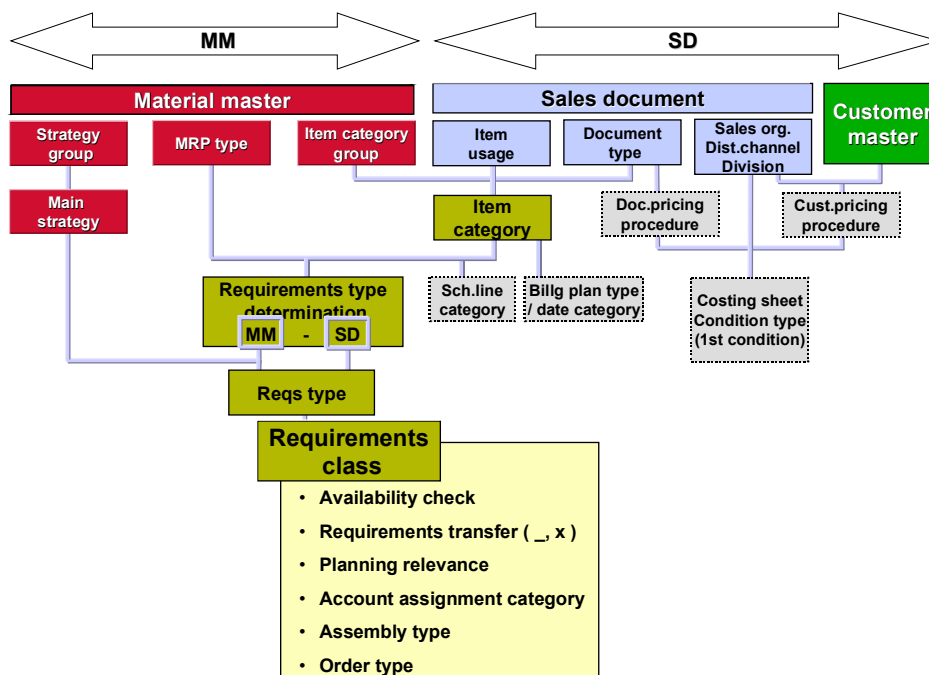 MM
SD
Material master
Sales document
Customer
master
Strategy
group
MRP type
Item category
group
Item
usage
Document
type
Sales org.
Dist.channel
Division
Main
strategy
Item
category
Doc.pricing
procedure
Cust.pricing
procedure
Requirements type
determination
MM - SD
Sch.line
category
Billg plan type
/ date category
Costing sheet
Condition type
(1st condition)
Reqs type
Requirements
class
• Availability check
• Requirements transfer ( _, x )
• Planning relevance
• Account assignment category
• Assembly type
• Order type